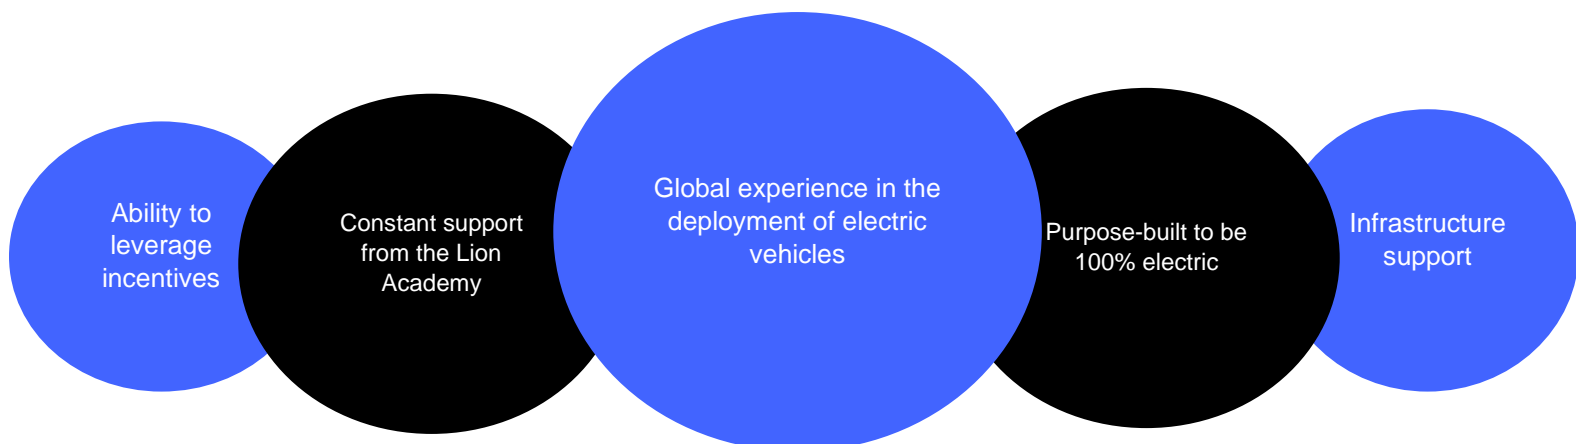 Ability to
leverage
incentives
Constant support
from the Lion
Academy
Global experience in the
deployment of electric
vehicles
Purpose-built to be
100% electric
Infrastructure
support